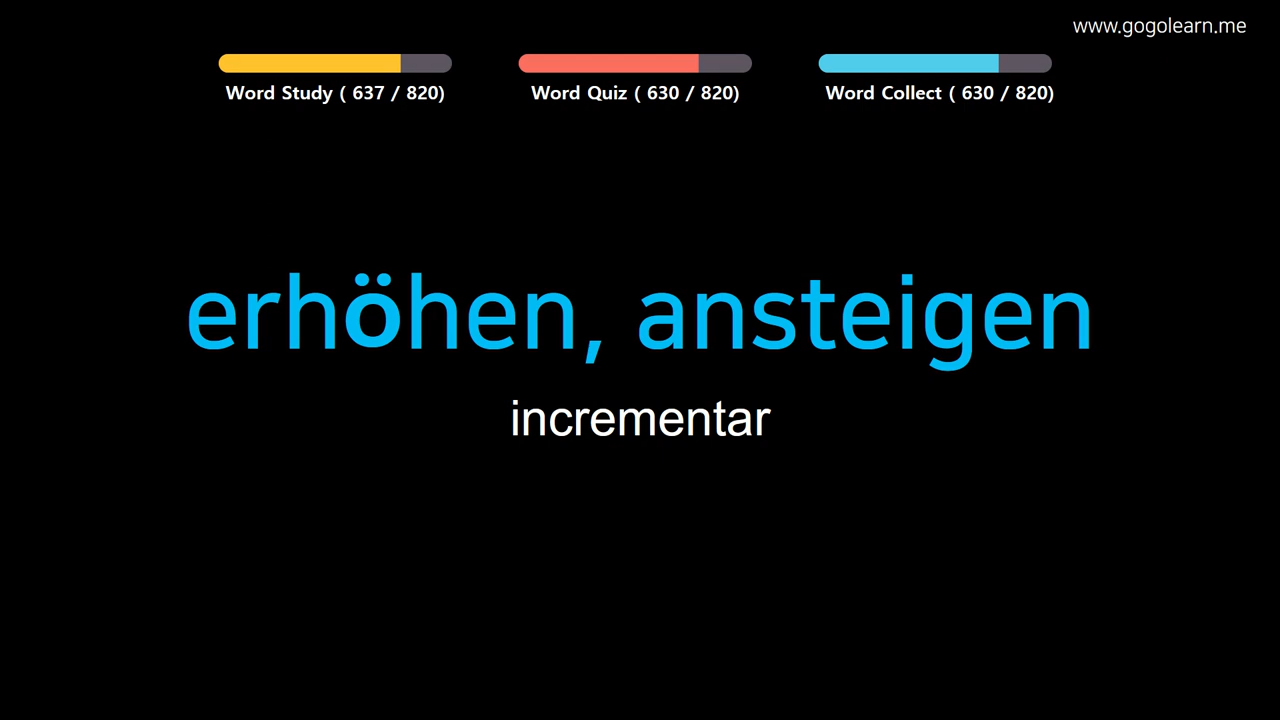 www.gogolearn.me
Word Study ( 637 / 820)
Word Quiz ( 630 / 820)
Word Collect ( 630 / 820)
erhöhen, ansteigen
incrementar